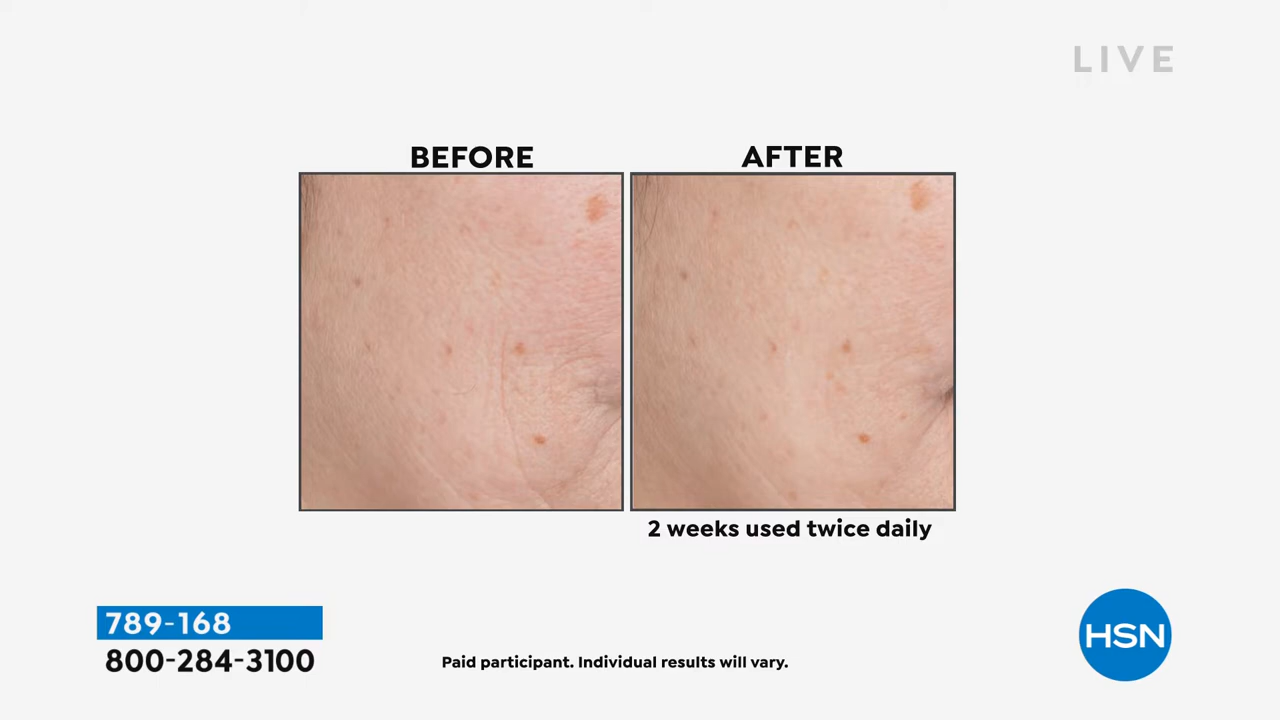 LIVE
BEFORE
AFTER
2 weeks used twice daily
789-168
800-284-3100
Paid participant. Individual results will vary.
HSN